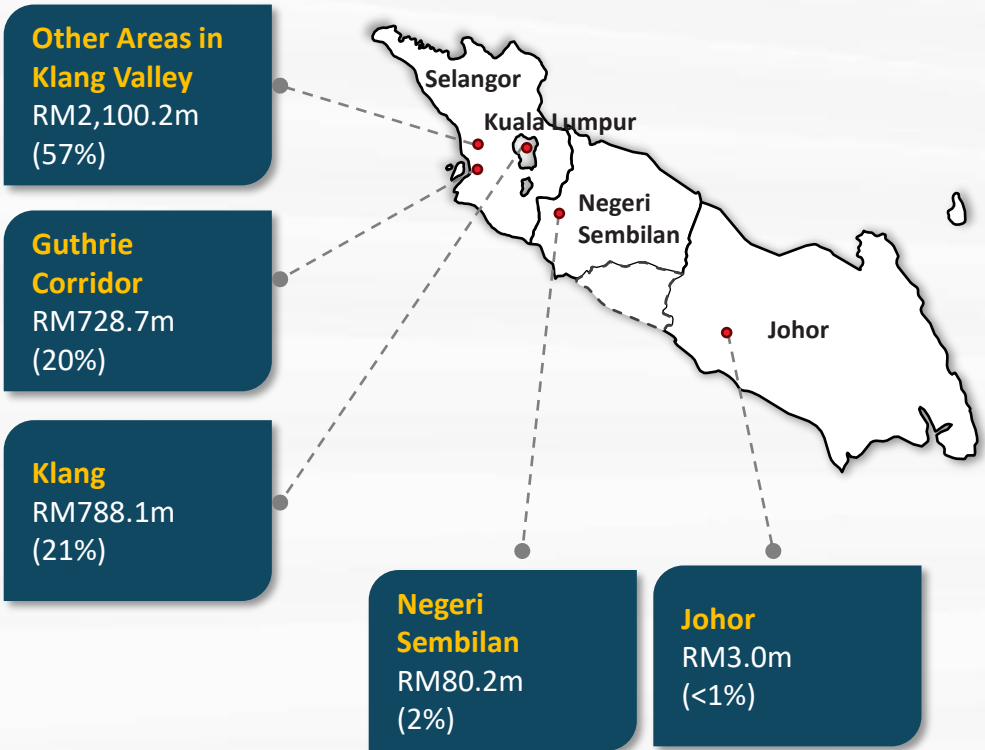 Other Areas in
Klang Valley
RM2,100.2m
(57%)
Guthrie
Corridor
RM728.7m
(20%)
Klang
RM788.1m
(21%)
Negeri
Sembilan
RM80.2m
(2%)
Johor
RM3.0m
(<1%)
Selangor
Kuala Lumpur
Negeri
Sembilan
Johor